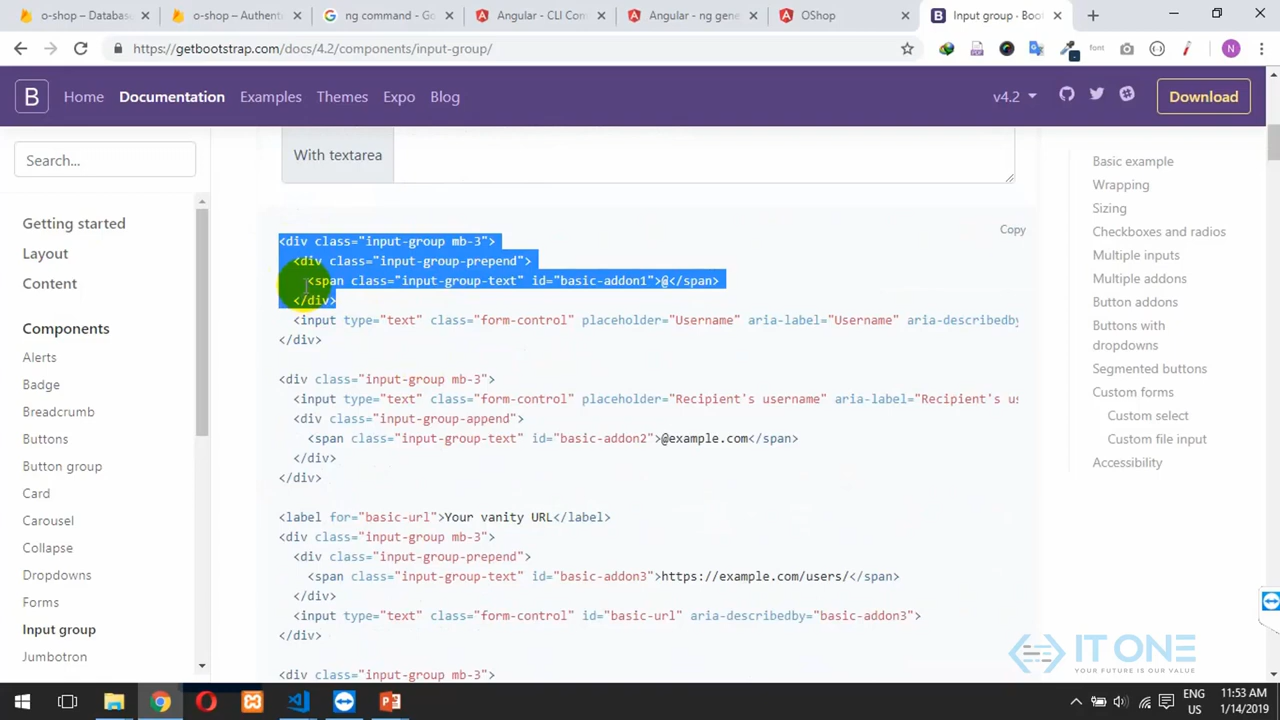 o-shop – Databas
o-shop – Authent
ng command - Go
Angular - CLI Com
Angular - ng gene
OShop
Input group · Boo
https://getbootstrap.com/docs/4.2/components/input-group/
font
N
B
Home
Documentation
Examples
Themes
Expo
Blog
v4.2
Download
Search...
Getting started
Layout
Content
Components
Alerts
Badge
Breadcrumb
Buttons
Button group
Card
Carousel
Collapse
Dropdowns
Forms
Input group
Jumbotron
With textarea
Copy
<div class="input-group mb-3">
<div class="input-group-prepend">
<span class="input-group-text" id="basic-addon1">@</span>
</div>
<input type="text" class="form-control" placeholder="Username" aria-label="Username" aria-describedby
</div>
<div class="input-group mb-3">
<input type="text" class="form-control" placeholder="Recipient's username" aria-label="Recipient's us
<div class="input-group-append">
<span class="input-group-text" id="basic-addon2">@example.com</span>
</div>
</div>
<label for="basic-url">Your vanity URL</label>
<div class="input-group mb-3">
<div class="input-group-prepend">
<span class="input-group-text" id="basic-addon3">https://example.com/users/</span>
</div>
<input type="text" class="form-control" id="basic-url" aria-describedby="basic-addon3">
</div>
<div class="input-group mb-3">
Basic example
Wrapping
Sizing
Checkboxes and radios
Multiple inputs
Multiple addons
Button addons
Buttons with
dropdowns
Segmented buttons
Custom forms
Custom select
Custom file input
Accessibility
IT ONE
YOUR FUTURE IS OUR VALUE
ENG
US
11:53 AM
1/14/2019